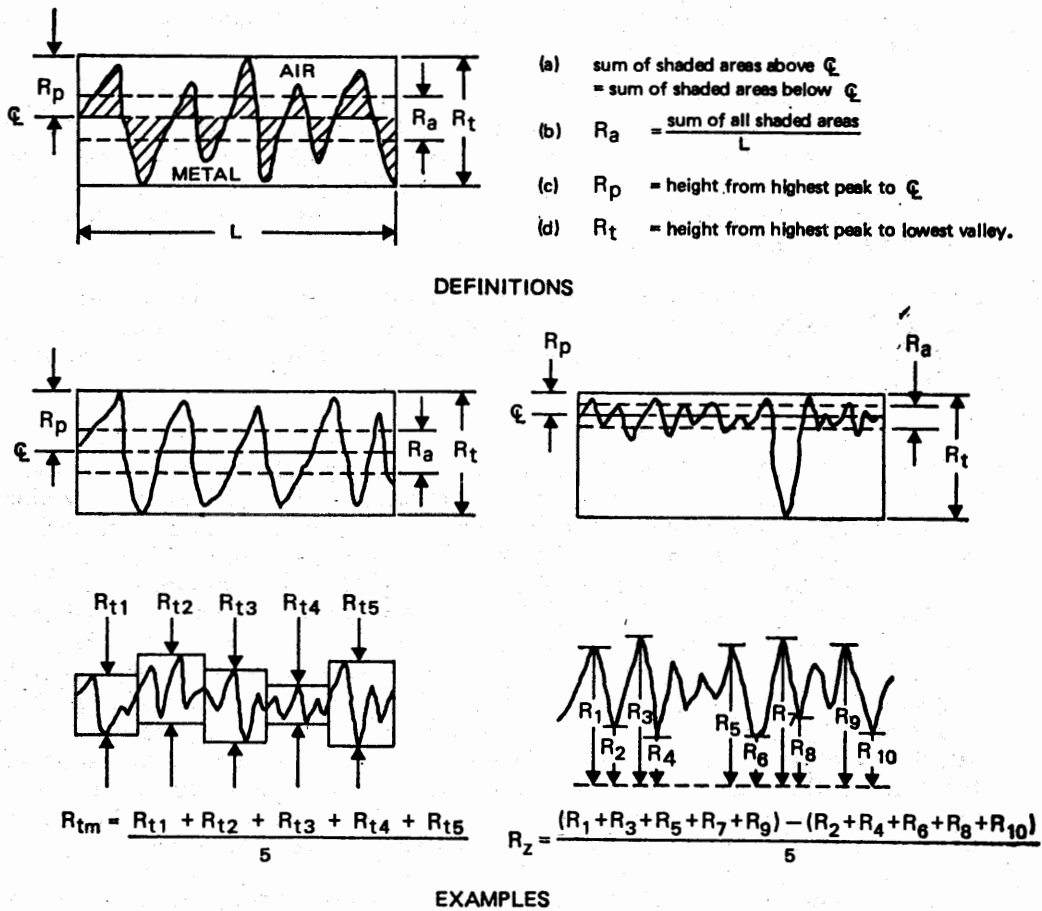 (a) sum of shaded areas above ℄
= sum of shaded areas below ℄
(b) Ra = sum of all shaded areas
L
(c) Rp = height from highest peak to ℄
(d) Rt = height from highest peak to lowest valley.
Rp
℄
AIR
METAL
Ra
Rt
L
DEFINITIONS
Rp
℄
Ra
Rt
Rp
℄
Ra
Rt
Rt1 Rt2 Rt3 Rt4 Rt5
Rtm = Rt1 + Rt2 + Rt3 + Rt4 + Rt5
5
R1 R3 R5 R7 R9
R2 R4 R6 R8 R10
Rz = (R1+R3+R5+R7+R9) – (R2+R4+R6+R8+R10)
5
EXAMPLES